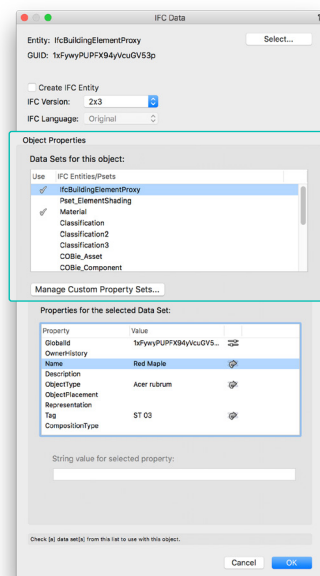 IFC Data
Entity: IfcBuildingElementProxy
Select...
GUID: 1xFywyPUPFX94yVcuGV53p
Create IFC Entity
IFC Version: 2x3
IFC Language: Original
Object Properties
Data Sets for this object:
Use IFC Entities/Psets
IfcBuildingElementProxy
Pset_ElementShading
Material
Classification
Classification2
Classification3
COBie_Asset
COBie_Component
Manage Custom Property Sets...
Properties for the selected Data Set:
Property Value
GlobalId 1xFywyPUPFX94yVcuGV5...
OwnerHistory
Name Red Maple
Description
ObjectType Acer rubrum
ObjectPlacement
Representation
Tag ST 03
CompositionType
String value for selected property:
Check [a] data set[s] from this list to use with this object.
Cancel OK